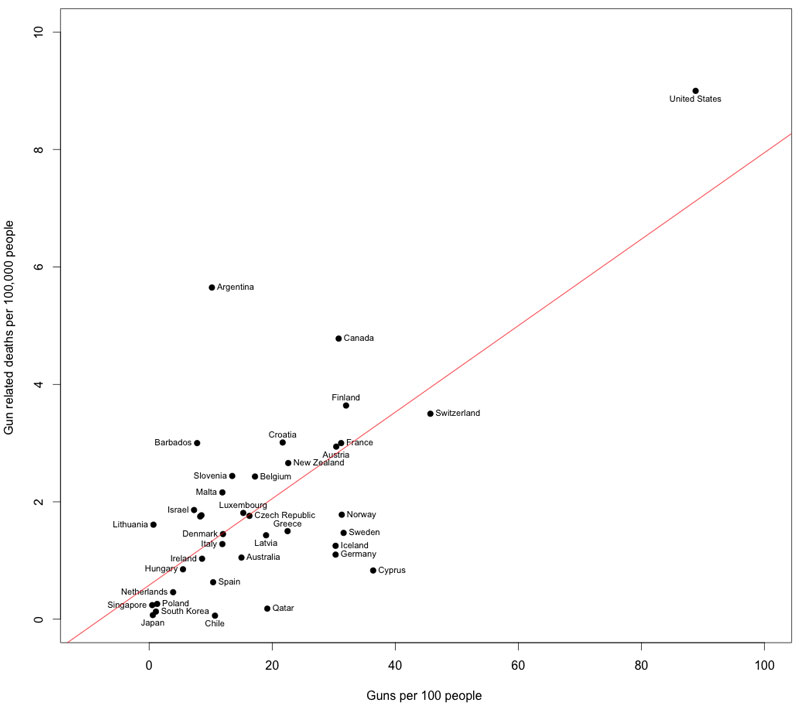 10
United States
8
6
Gun related deaths per 100,000 people
Argentina
Canada
4
Finland
Switzerland
Croatia
Barbados
France
Austria
New Zealand
Slovenia
Belgium
Malta
2
Israel
Luxembourg
Czech Republic
Norway
Lithuania
Greece
Denmark
Sweden
Italy
Latvia
Iceland
Ireland
Australia
Germany
Hungary
Cyprus
Spain
Netherlands
Singapore
Poland
South Korea
Qatar
0
Japan
Chile
0 20 40 60 80 100
Guns per 100 people